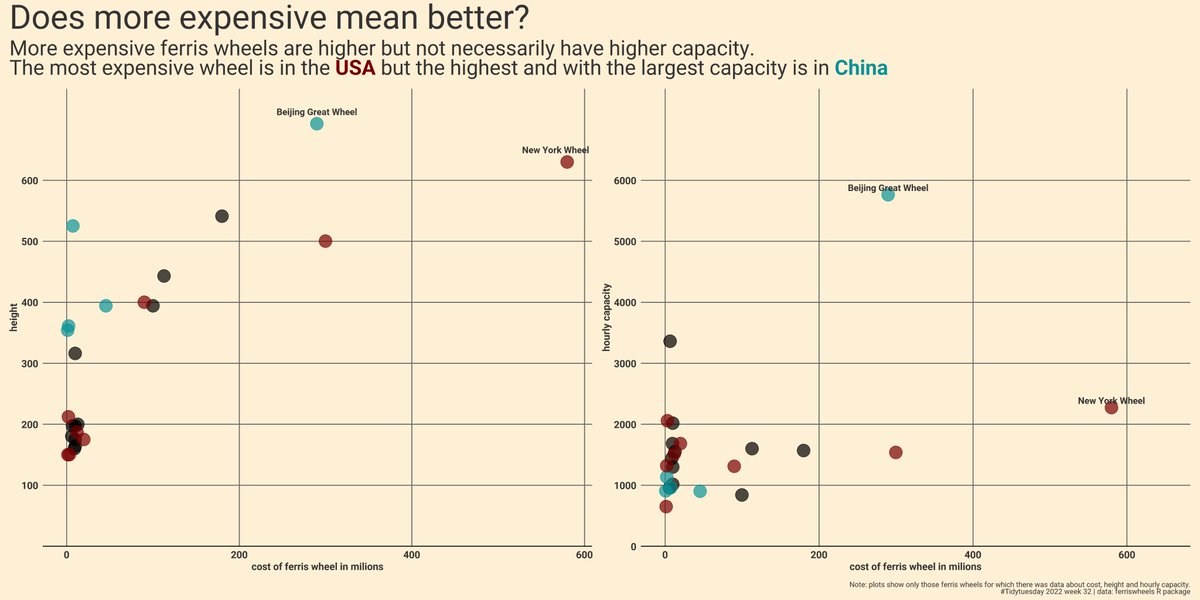 Does more expensive mean better?
More expensive ferris wheels are higher but not necessarily have higher capacity.
The most expensive wheel is in the USA but the highest and with the largest capacity is in China
Beijing Great Wheel
New York Wheel
600
500
400
300
200
100
height
0
200
400
600
cost of ferris wheel in milions
Beijing Great Wheel
New York Wheel
6000
5000
4000
3000
2000
1000
0
hourly capacity
0
200
400
600
cost of ferris wheel in milions
Note: plots show only those ferris wheels for which there was data about cost, height and hourly capacity.
#Tidytuesday 2022 week 32 | data: ferriswheels R package